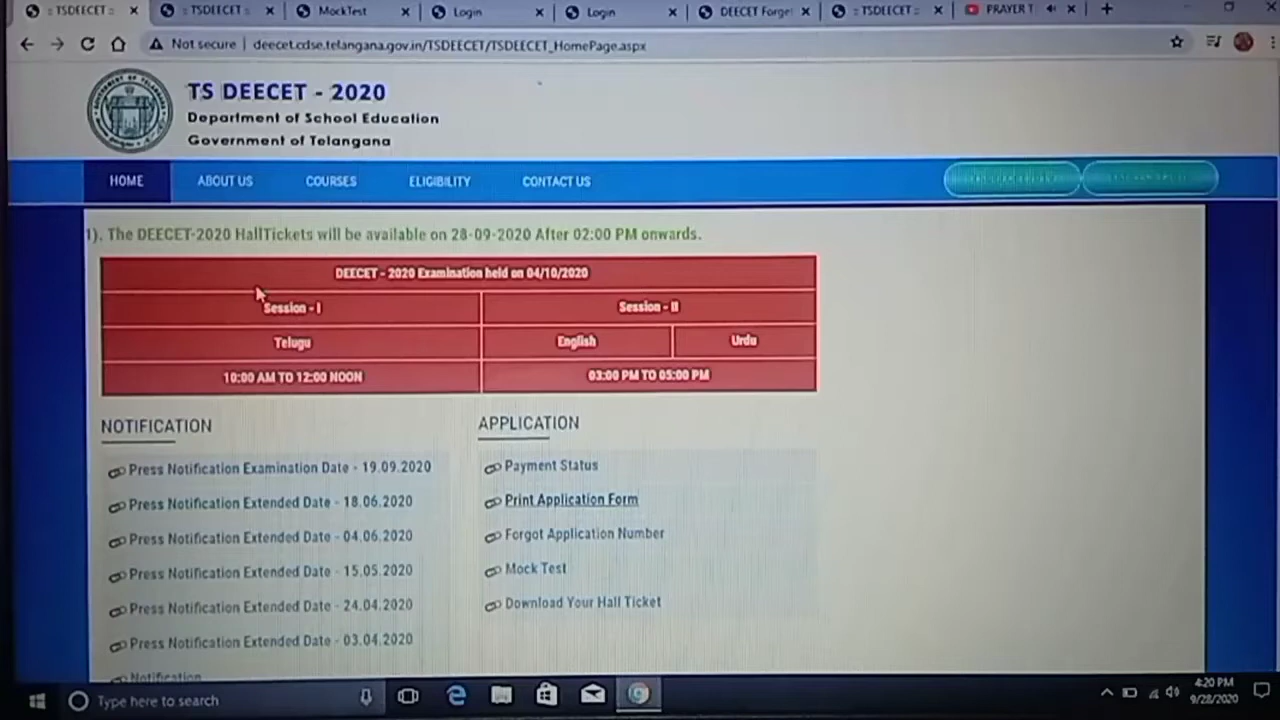 :: TSDEECET ::
:: TSDEECET ::
MockTest
Login
Login
DEECET Forge
:: TSDEECET ::
PRAYER T
Not secure | deecet.cdse.telangana.gov.in/TSDEECET/TSDEECET_HomePage.aspx
TS DEECET - 2020
Department of School Education
Government of Telangana
HOME ABOUT US COURSES ELIGIBILITY CONTACT US
1). The DEECET-2020 HallTickets will be available on 28-09-2020 After 02:00 PM onwards.
DEECET - 2020 Examination held on 04/10/2020
Session - I Session - II
Telugu English Urdu
10:00 AM TO 12:00 NOON 03:00 PM TO 05:00 PM
NOTIFICATION
Press Notification Examination Date - 19.09.2020
Press Notification Extended Date - 18.06.2020
Press Notification Extended Date - 04.06.2020
Press Notification Extended Date - 15.05.2020
Press Notification Extended Date - 24.04.2020
Press Notification Extended Date - 03.04.2020
Notification
APPLICATION
Payment Status
Print Application Form
Forgot Application Number
Mock Test
Download Your Hall Ticket
Type here to search
4:20 PM
9/28/2020